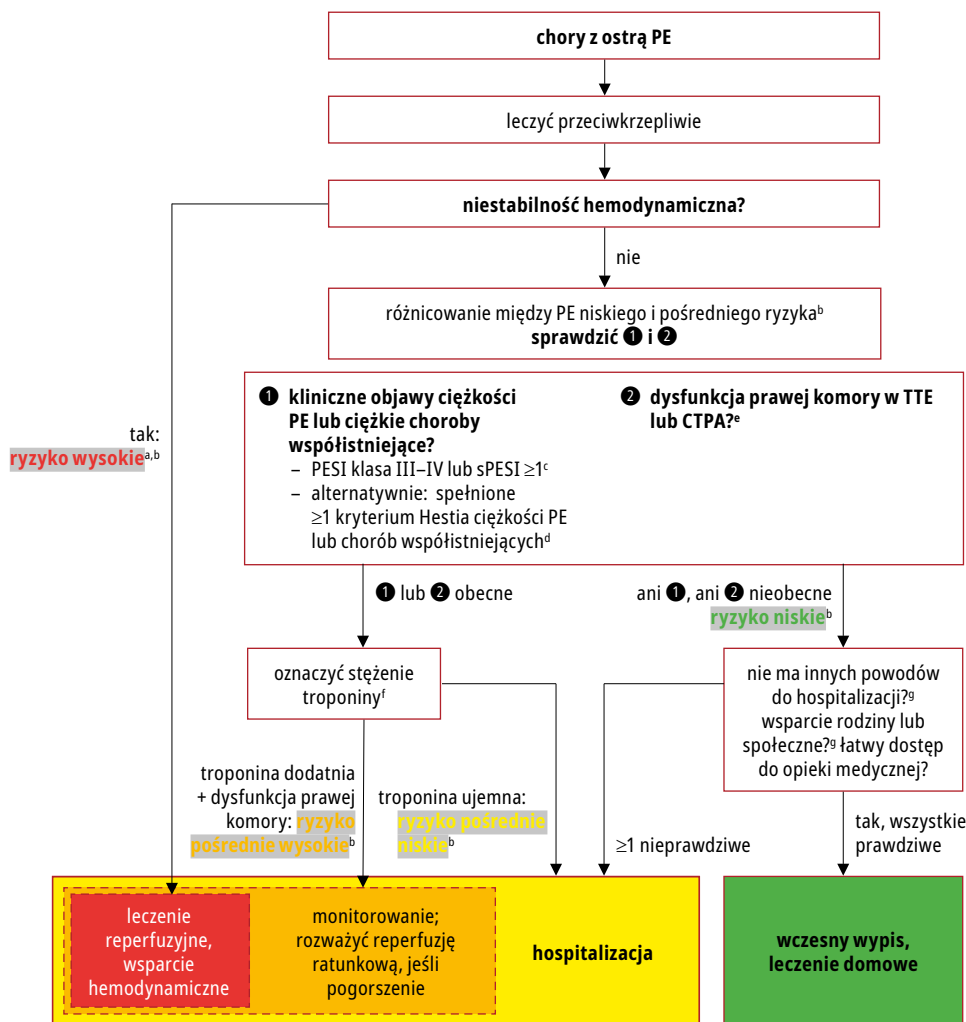 chory z ostrą PE
leczyć przeciwkrzepliwie
niestabilność hemodynamiczna?
nie
różnicowanie między PE niskiego i pośredniego ryzykaᵇ
sprawdzić ❶ i ❷
tak:
ryzyko wysokieᵃ,ᵇ
❶ kliniczne objawy ciężkości
PE lub ciężkie choroby
współistniejące?
– PESI klasa III–IV lub sPESI ≥1ᶜ
– alternatywnie: spełnione
≥1 kryterium Hestia ciężkości PE
lub chorób współistniejącychᵈ
❷ dysfunkcja prawej komory w TTE
lub CTPA?ᵉ
❶ lub ❷ obecne
ani ❶, ani ❷ nieobecne
ryzyko niskieᵇ
oznaczyć stężenie
troponinyᶠ
nie ma innych powodów
do hospitalizacji?ᵍ
wsparcie rodziny lub
społeczne?ᵍ łatwy dostęp
do opieki medycznej?
troponina dodatnia
+ dysfunkcja prawej
komory: ryzyko
pośrednie wysokieᵇ
troponina ujemna:
ryzyko pośrednie
niskieᵇ
≥1 nieprawdziwe
tak, wszystkie
prawdziwe
leczenie
reperfuzyjne,
wsparcie
hemodynamiczne
monitorowanie;
rozważyć reperfuzję
ratunkową, jeśli
pogorszenie
hospitalizacja
wczesny wypis,
leczenie domowe